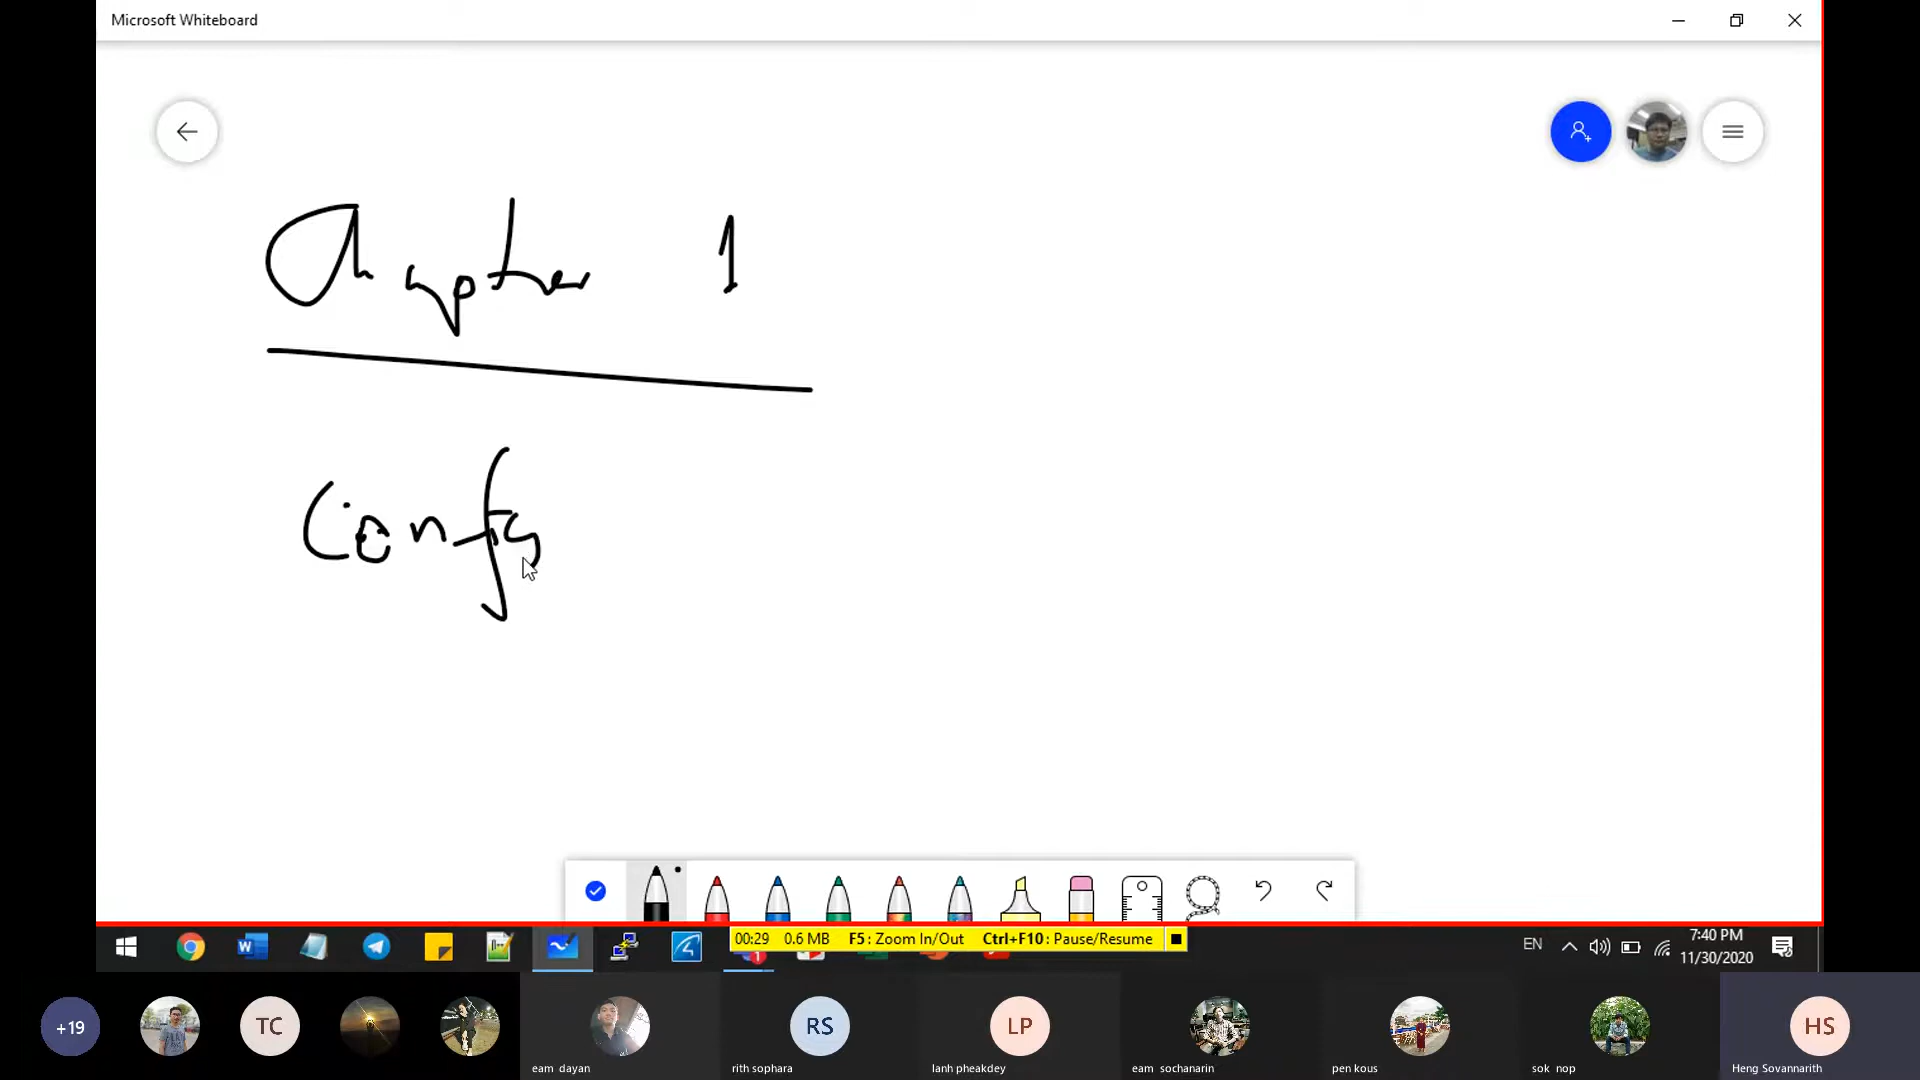 Microsoft Whiteboard
Chapter 1
Config
00:29 0.6 MB F5: Zoom In/Out Ctrl+F10: Pause/Resume
EN
7:40 PM
11/30/2020
+19
TC
RS
LP
HS
eam dayan
rith sophara
lanh pheakdey
eam sochanarin
pen kous
sok nop
Heng Sovannarith